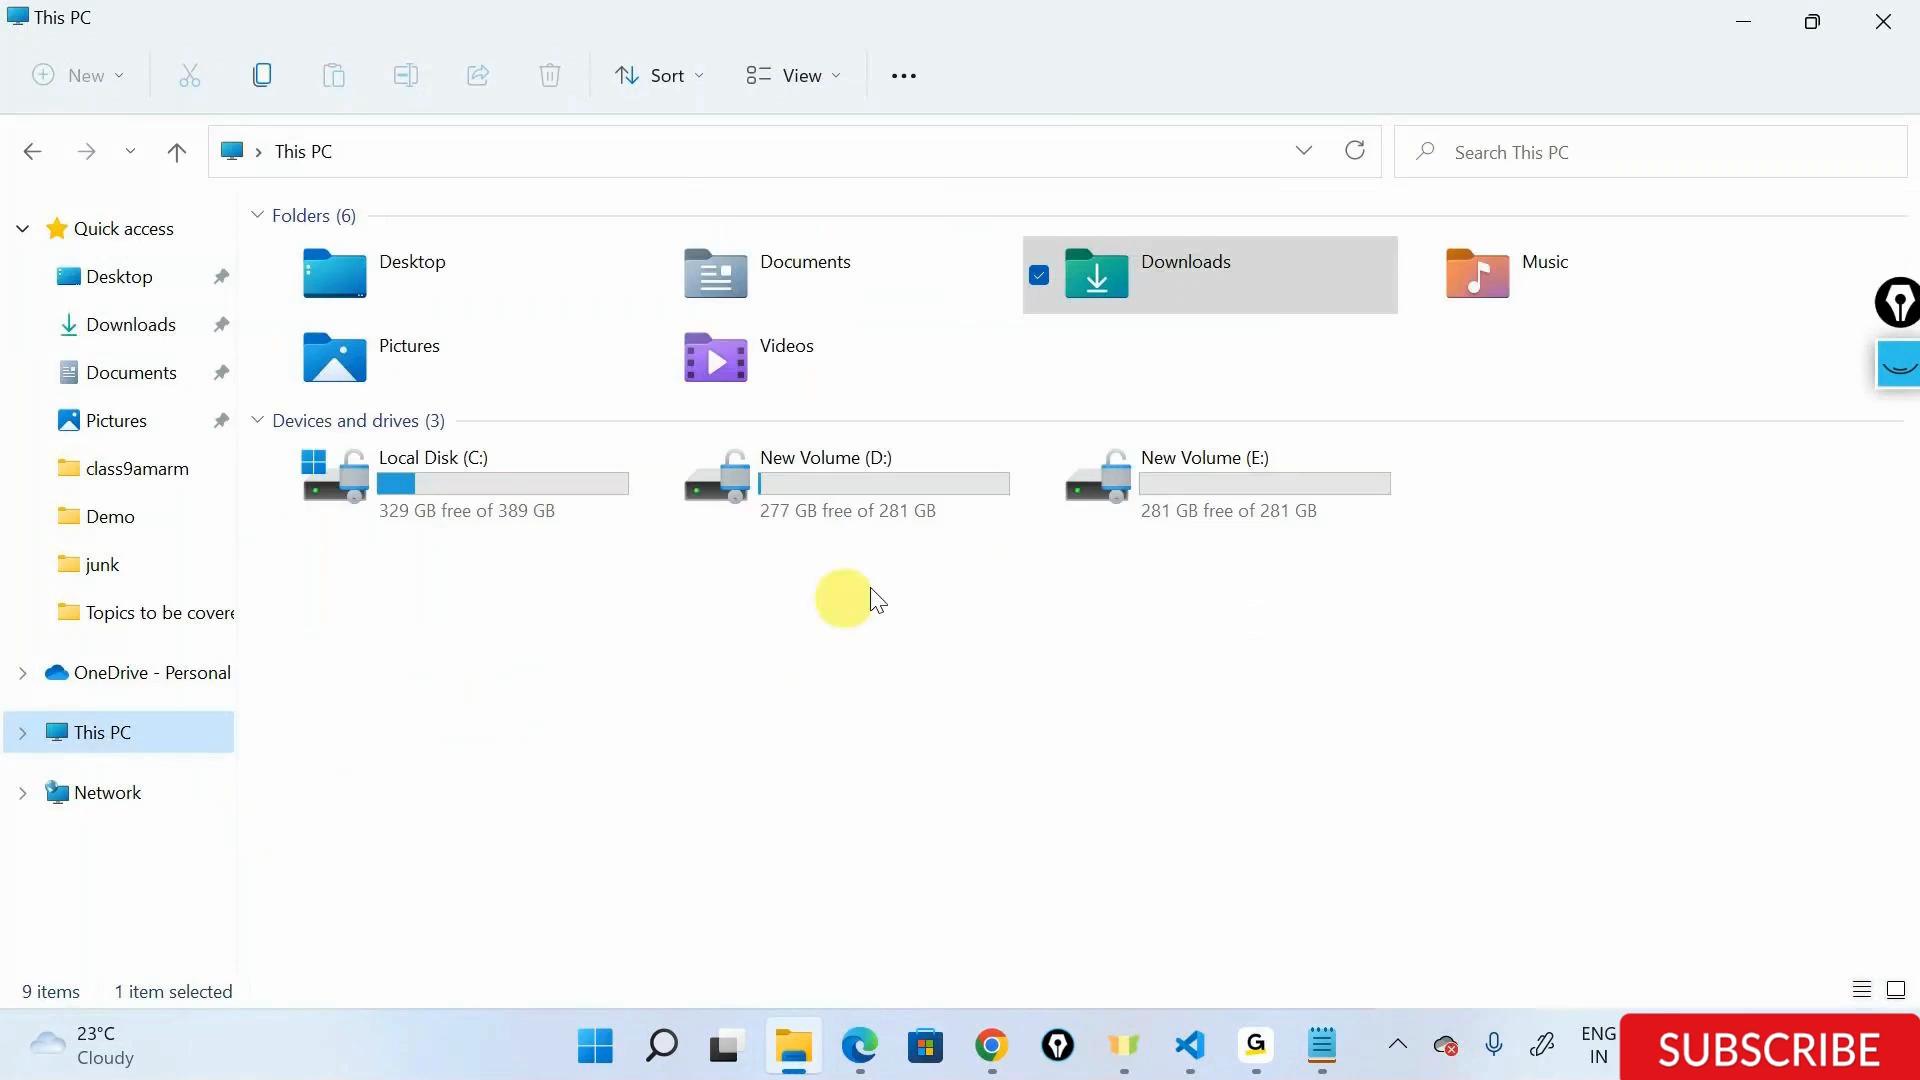 This PC
New
Sort
View
This PC
Search This PC
Quick access
Desktop
Downloads
Documents
Pictures
class9amarm
Demo
junk
Topics to be covere
OneDrive - Personal
This PC
Network
Folders (6)
Desktop
Documents
Downloads
Music
Pictures
Videos
Devices and drives (3)
Local Disk (C:)
329 GB free of 389 GB
New Volume (D:)
277 GB free of 281 GB
New Volume (E:)
281 GB free of 281 GB
9 items
1 item selected
23°C
Cloudy
G
ENG
IN
SUBSCRIBE